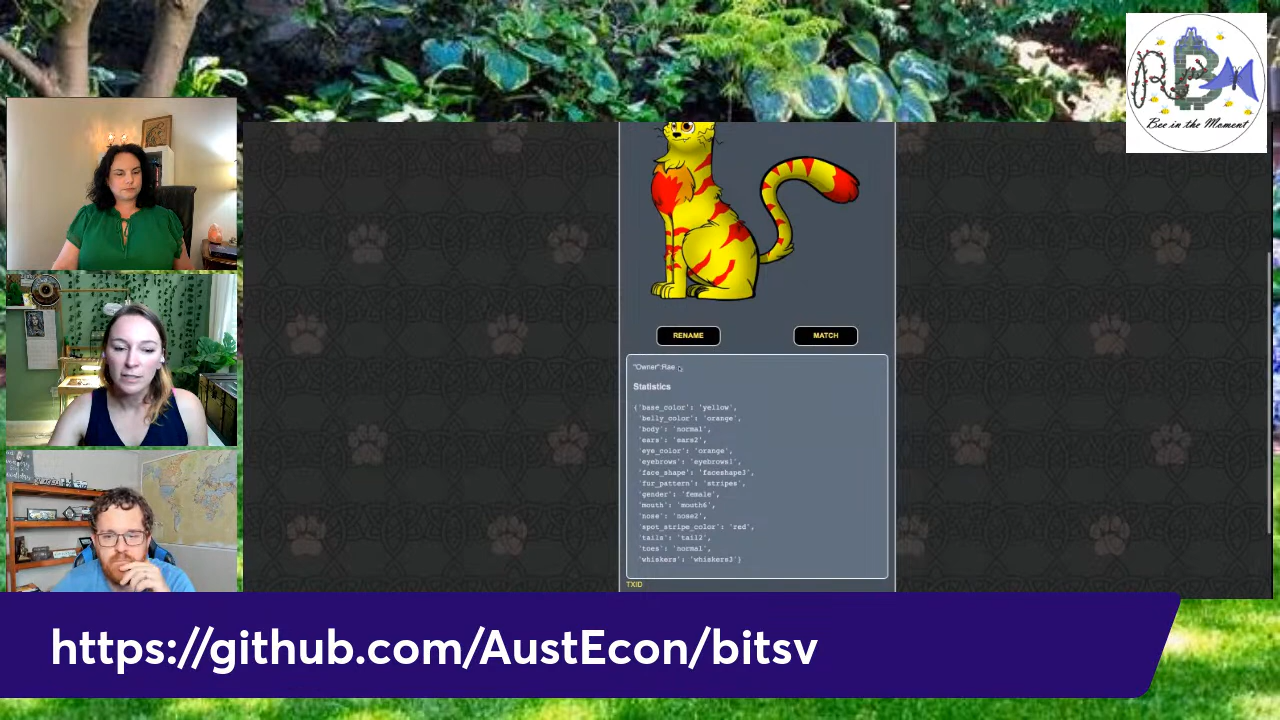 Bee in the Moment
RENAME
MATCH
"Owner":Rae
Statistics
{'base_color': 'yellow',
'belly_color': 'orange',
'body': 'normal',
'ears': 'ears2',
'eye_color': 'orange',
'eyebrows': 'eyebrows1',
'face_shape': 'faceshape3',
'fur_pattern': 'stripes',
'gender': 'female',
'mouth': 'mouth6',
'nose': 'nose2',
'spot_stripe_color': 'red',
'tails': 'tail2',
'toes': 'normal',
'whiskers': 'whiskers3'}
TXID
https://github.com/AustEcon/bitsv